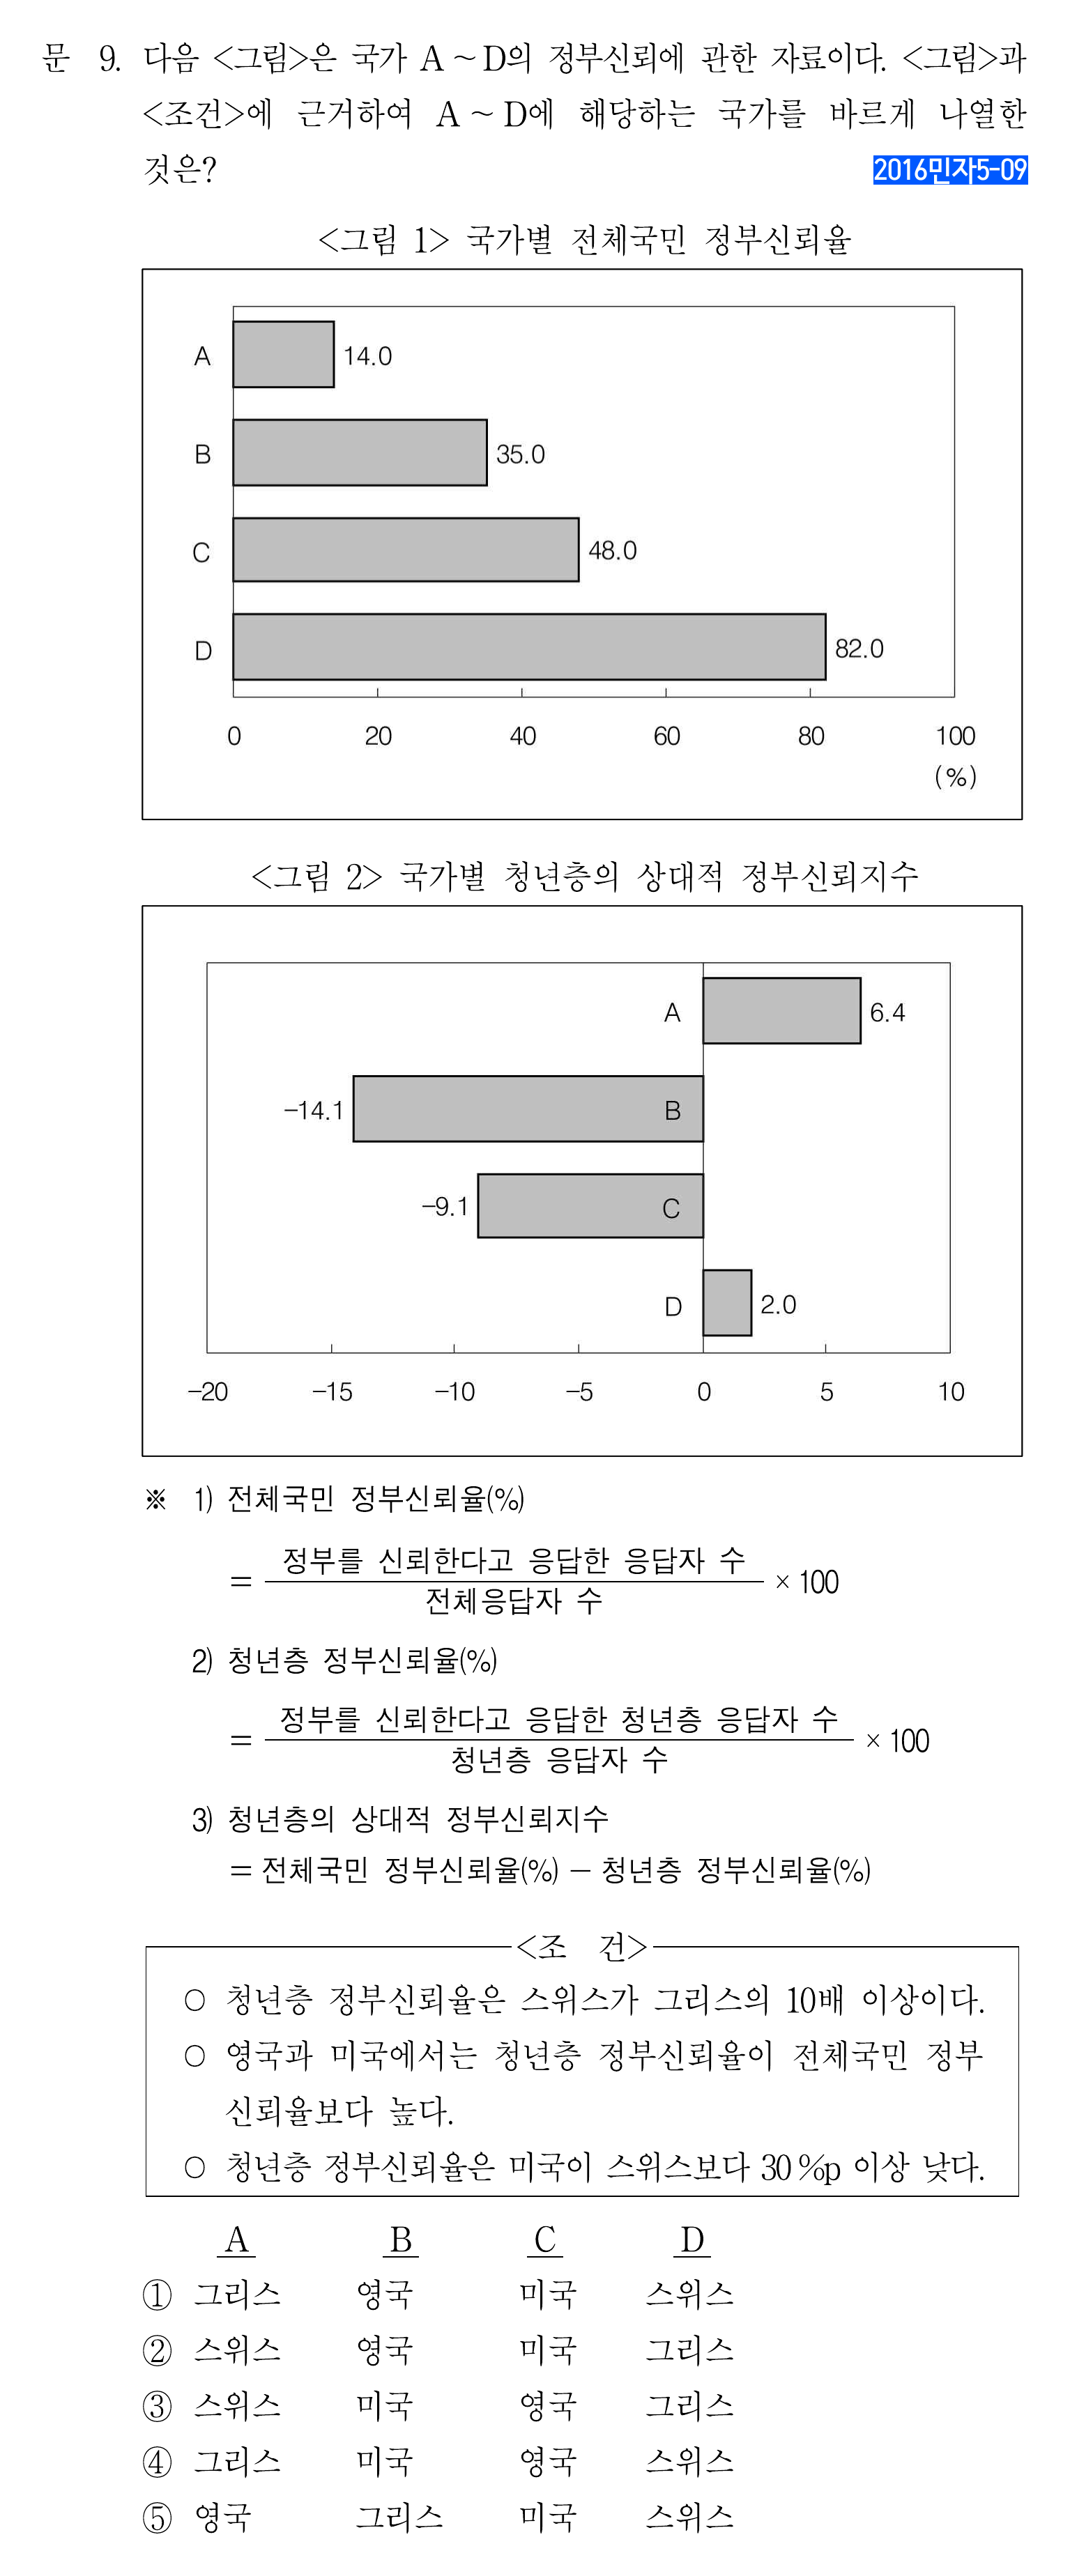 문 9. 다음 <그림>은 국가 A ~ D의 정부신뢰에 관한 자료이다. <그림>과
<조건>에 근거하여 A ~ D에 해당하는 국가를 바르게 나열한
것은?
2016민자5-09
<그림 1> 국가별 전체국민 정부신뢰율
A 14.0
B 35.0
C 48.0
D 82.0
0 20 40 60 80 100
(%)
<그림 2> 국가별 청년층의 상대적 정부신뢰지수
A 6.4
-14.1 B
-9.1 C
D 2.0
-20 -15 -10 -5 0 5 10
※ 1) 전체국민 정부신뢰율(%)
= 정부를 신뢰한다고 응답한 응답자 수
전체응답자 수
× 100
2) 청년층 정부신뢰율(%)
= 정부를 신뢰한다고 응답한 청년층 응답자 수
청년층 응답자 수
× 100
3) 청년층의 상대적 정부신뢰지수
= 전체국민 정부신뢰율(%) - 청년층 정부신뢰율(%)
<조 건>
○ 청년층 정부신뢰율은 스위스가 그리스의 10배 이상이다.
○ 영국과 미국에서는 청년층 정부신뢰율이 전체국민 정부
신뢰율보다 높다.
○ 청년층 정부신뢰율은 미국이 스위스보다 30%p 이상 낮다.
A B C D
① 그리스 영국 미국 스위스
② 스위스 영국 미국 그리스
③ 스위스 미국 영국 그리스
④ 그리스 미국 영국 스위스
⑤ 영국 그리스 미국 스위스